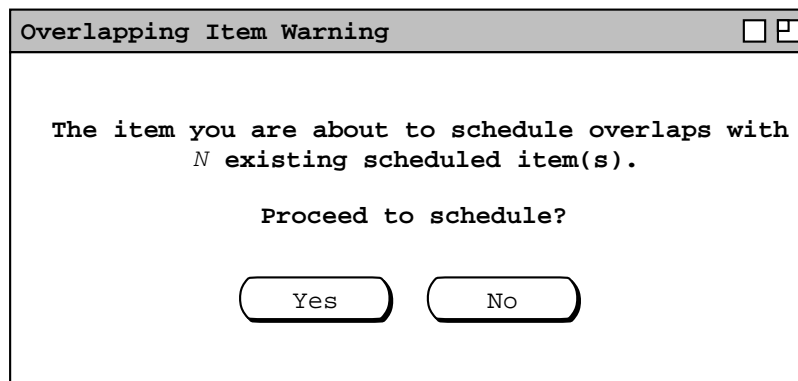 Overlapping Item Warning
The item you are about to schedule overlaps with
N existing scheduled item(s).
Proceed to schedule?
Yes No